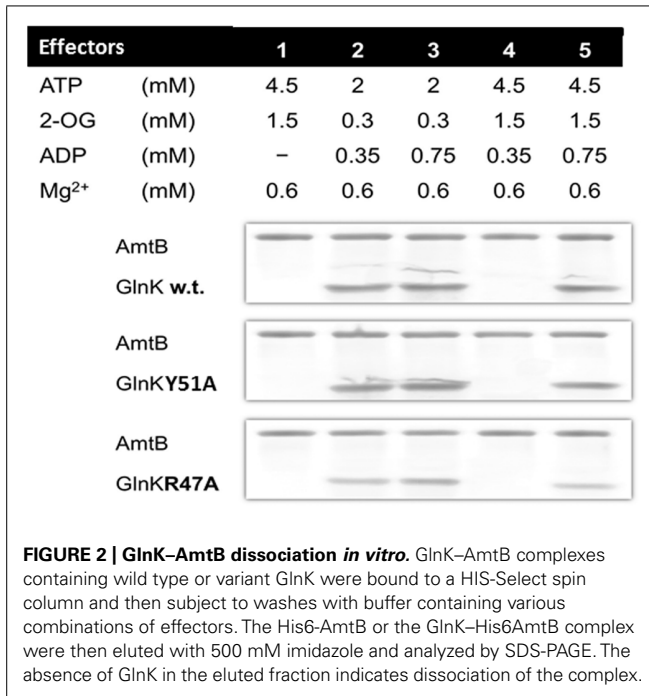 Effectors 1 2 3 4 5
ATP (mM) 4.5 2 2 4.5 4.5
2-OG (mM) 1.5 0.3 0.3 1.5 1.5
ADP (mM) – 0.35 0.75 0.35 0.75
Mg²⁺ (mM) 0.6 0.6 0.6 0.6 0.6
AmtB
GlnK w.t.
AmtB
GlnKY51A
AmtB
GlnKR47A
FIGURE 2 | GlnK–AmtB dissociation in vitro. GlnK–AmtB complexes
containing wild type or variant GlnK were bound to a HIS-Select spin
column and then subject to washes with buffer containing various
combinations of effectors. The His6-AmtB or the GlnK–His6AmtB complex
were then eluted with 500 mM imidazole and analyzed by SDS-PAGE. The
absence of GlnK in the eluted fraction indicates dissociation of the complex.